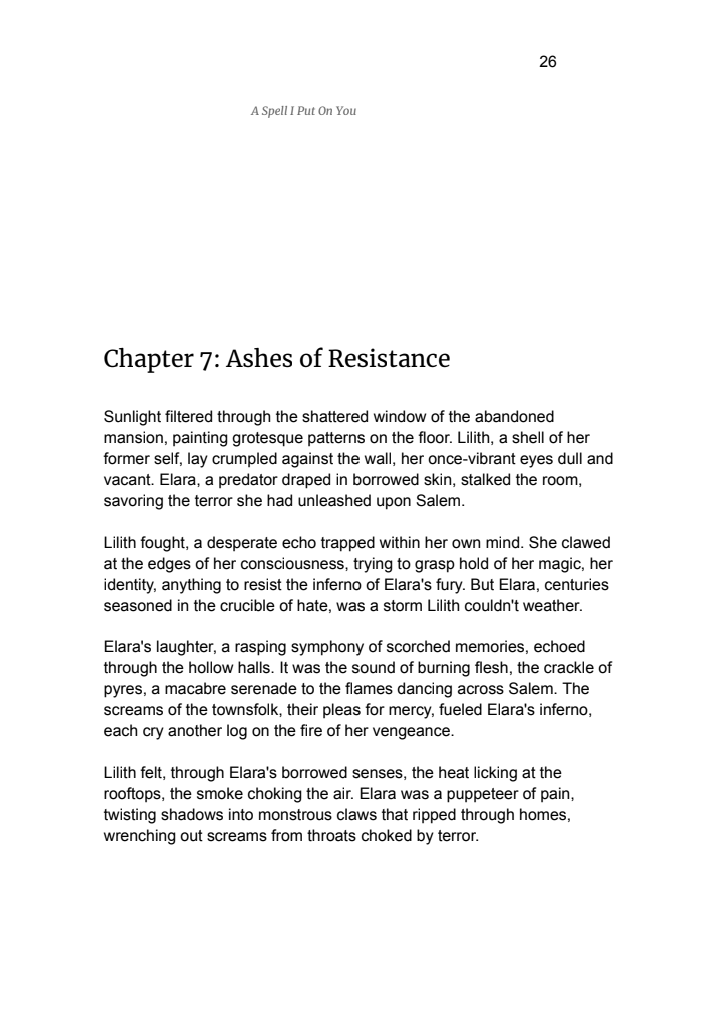 26
A Spell I Put On You
Chapter 7: Ashes of Resistance
Sunlight filtered through the shattered window of the abandoned
mansion, painting grotesque patterns on the floor. Lilith, a shell of her
former self, lay crumpled against the wall, her once-vibrant eyes dull and
vacant. Elara, a predator draped in borrowed skin, stalked the room,
savoring the terror she had unleashed upon Salem.
Lilith fought, a desperate echo trapped within her own mind. She clawed
at the edges of her consciousness, trying to grasp hold of her magic, her
identity, anything to resist the inferno of Elara's fury. But Elara, centuries
seasoned in the crucible of hate, was a storm Lilith couldn't weather.
Elara's laughter, a rasping symphony of scorched memories, echoed
through the hollow halls. It was the sound of burning flesh, the crackle of
pyres, a macabre serenade to the flames dancing across Salem. The
screams of the townsfolk, their pleas for mercy, fueled Elara's inferno,
each cry another log on the fire of her vengeance.
Lilith felt, through Elara's borrowed senses, the heat licking at the
rooftops, the smoke choking the air. Elara was a puppeteer of pain,
twisting shadows into monstrous claws that ripped through homes,
wrenching out screams from throats choked by terror.